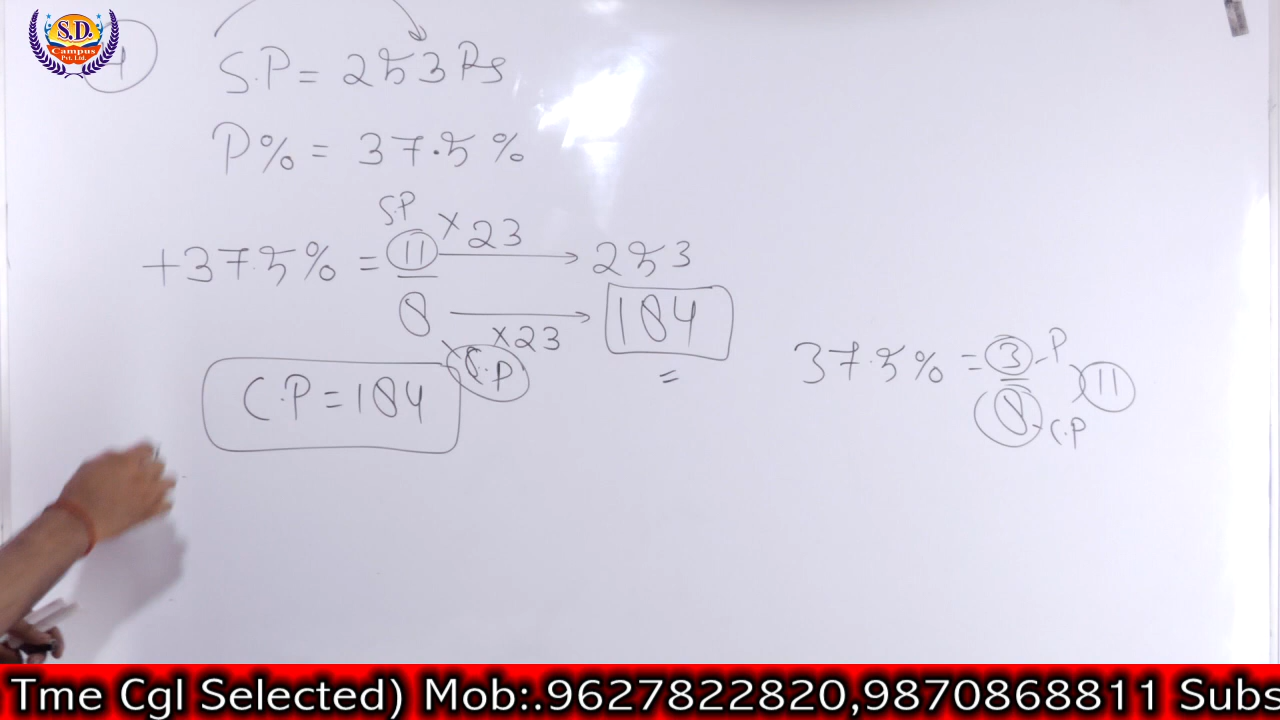 S.D.
Campus
Pvt. Ltd.
S.P = 253 Rs
P% = 37.5%
S.P
+37.5% = 11/8
×23
253
×23
184
C.P
=
C.P = 184
37.5% = 3/8
P
C.P
11
Tme Cgl Selected) Mob:.9627822820,9870868811 Subs